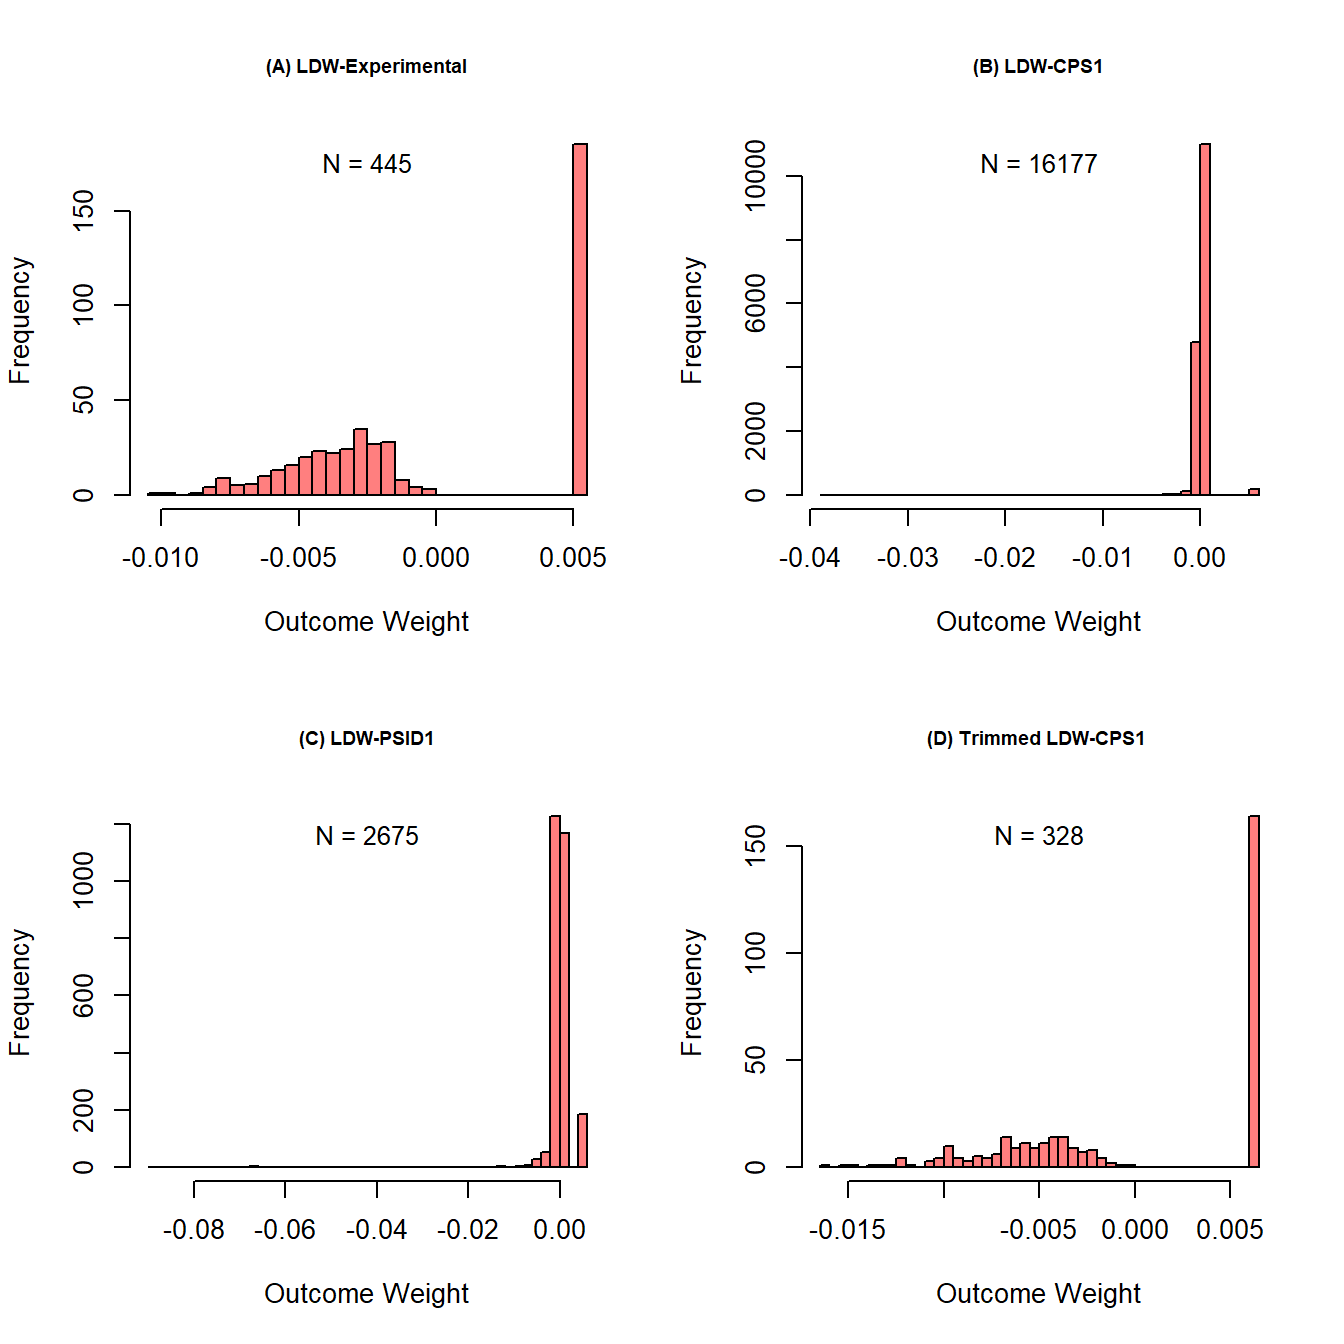 (A) LDW-Experimental
N = 445
Frequency
0
50
100
150
-0.010
-0.005
0.000
0.005
Outcome Weight
(B) LDW-CPS1
N = 16177
Frequency
0
2000
6000
10000
-0.04
-0.03
-0.02
-0.01
0.00
Outcome Weight
(C) LDW-PSID1
N = 2675
Frequency
0
200
600
1000
-0.08
-0.06
-0.04
-0.02
0.00
Outcome Weight
(D) Trimmed LDW-CPS1
N = 328
Frequency
0
50
100
150
-0.015
-0.005
0.000
0.005
Outcome Weight